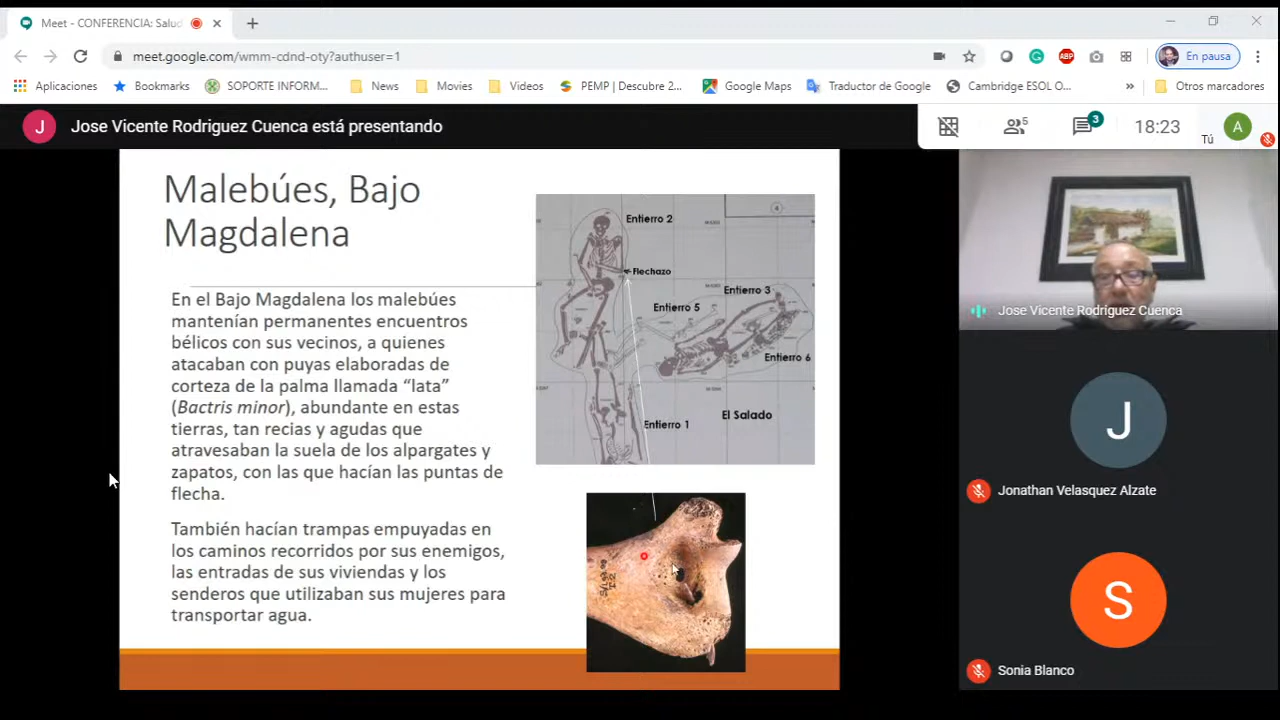 Meet - CONFERENCIA: Salud
meet.google.com/wmm-cdnd-oty?authuser=1
En pausa
Aplicaciones
Bookmarks
SOPORTE INFORM...
News
Movies
Videos
PEMP | Descubre 2...
Google Maps
Traductor de Google
Cambridge ESOL O...
»
Otros marcadores
J
Jose Vicente Rodriguez Cuenca está presentando
5
3
18:23
Tú
A
Malebúes, Bajo
Magdalena
En el Bajo Magdalena los malebúes
mantenían permanentes encuentros
bélicos con sus vecinos, a quienes
atacaban con puyas elaboradas de
corteza de la palma llamada “lata”
(Bactris minor), abundante en estas
tierras, tan recias y agudas que
atravesaban la suela de los alpargates y
zapatos, con las que hacían las puntas de
flecha.
También hacían trampas empuyadas en
los caminos recorridos por sus enemigos,
las entradas de sus viviendas y los
senderos que utilizaban sus mujeres para
transportar agua.
Entierro 2
Flechazo
Entierro 3
Entierro 5
Entierro 6
El Salado
Entierro 1
Jose Vicente Rodriguez Cuenca
J
Jonathan Velasquez Alzate
S
Sonia Blanco